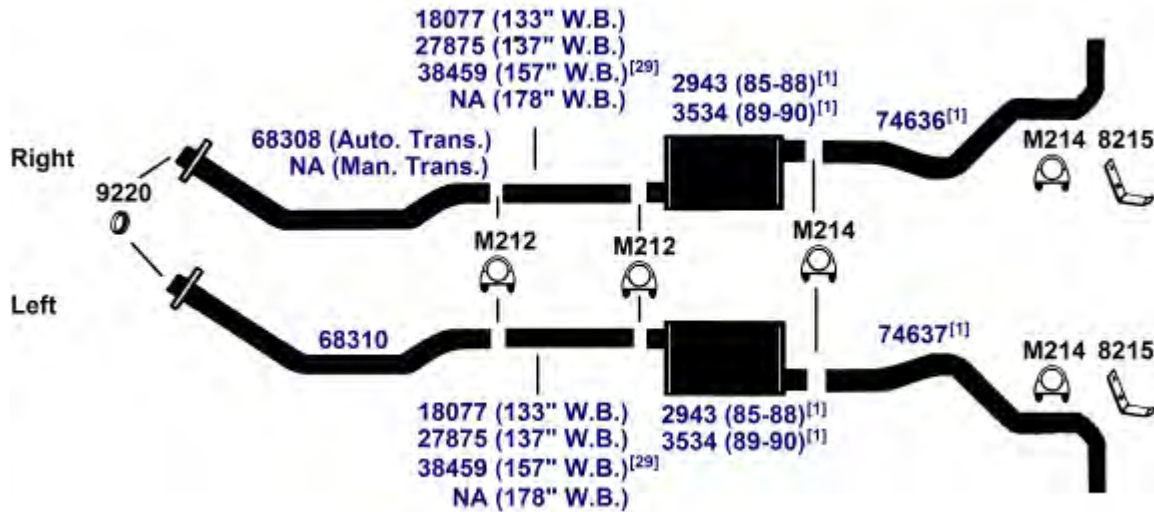 18077 (133" W.B.)
27875 (137" W.B.)
38459 (157" W.B.)[29]
NA (178" W.B.)
2943 (85-88)[1]
3534 (89-90)[1]
74636[1]
68308 (Auto. Trans.)
NA (Man. Trans.)
M214 8215
Right
9220
M212
M212
M214
Left
68310
74637[1]
M214 8215
18077 (133" W.B.)
27875 (137" W.B.)
38459 (157" W.B.)[29]
NA (178" W.B.)
2943 (85-88)[1]
3534 (89-90)[1]